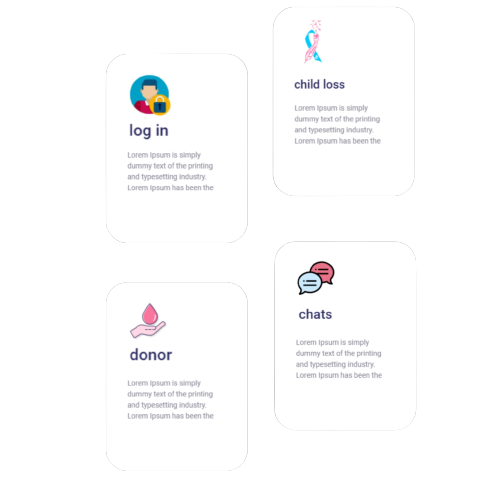 child loss
Lorem Ipsum is simply
dummy text of the printing
and typesetting industry.
Lorem Ipsum has been the
log in
Lorem Ipsum is simply
dummy text of the printing
and typesetting industry.
Lorem Ipsum has been the
chats
Lorem Ipsum is simply
dummy text of the printing
and typesetting industry.
Lorem Ipsum has been the
donor
Lorem Ipsum is simply
dummy text of the printing
and typesetting industry.
Lorem Ipsum has been the